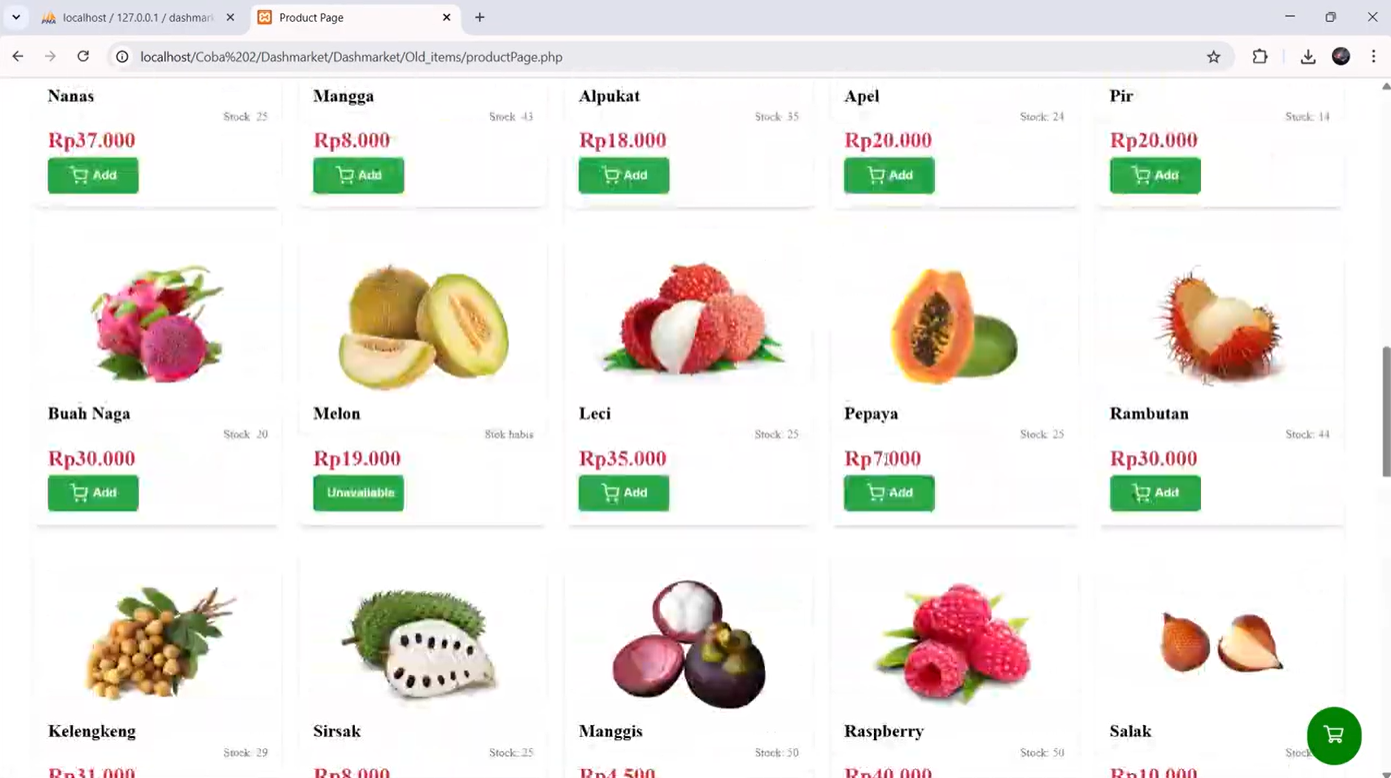 localhost / 127.0.0.1 / dashmar
Product Page
localhost/Coba%202/Dashmarket/Dashmarket/Old_items/productPage.php
Nanas Mangga Alpukat Apel Pir
Stock: 25 Stock: 43 Stock: 35 Stock: 24 Stock: 14
Rp37.000 Rp8.000 Rp18.000 Rp20.000 Rp20.000
Add Add Add Add Add
Buah Naga Melon Leci Pepaya Rambutan
Stock: 20 Stok habis Stock: 25 Stock: 25 Stock: 44
Rp30.000 Rp19.000 Rp35.000 Rp7.000 Rp30.000
Add Unavailable Add Add Add
Kelengkeng Sirsak Manggis Raspberry Salak
Stock: 29 Stock: 25 Stock: 50 Stock: 50
Rp31.000 Rp8.000 Rp4.500 Rp40.000 Rp10.000